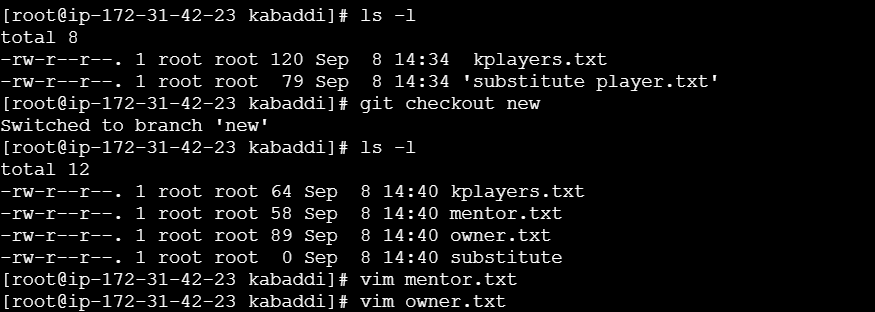 [root@ip-172-31-42-23 kabaddi]# ls -l
total 8
-rw-r--r--. 1 root root 120 Sep  8 14:34  kplayers.txt
-rw-r--r--. 1 root root  79 Sep  8 14:34 'substitute player.txt'
[root@ip-172-31-42-23 kabaddi]# git checkout new
Switched to branch 'new'
[root@ip-172-31-42-23 kabaddi]# ls -l
total 12
-rw-r--r--. 1 root root 64 Sep  8 14:40 kplayers.txt
-rw-r--r--. 1 root root 58 Sep  8 14:40 mentor.txt
-rw-r--r--. 1 root root 89 Sep  8 14:40 owner.txt
-rw-r--r--. 1 root root  0 Sep  8 14:40 substitute
[root@ip-172-31-42-23 kabaddi]# vim mentor.txt
[root@ip-172-31-42-23 kabaddi]# vim owner.txt